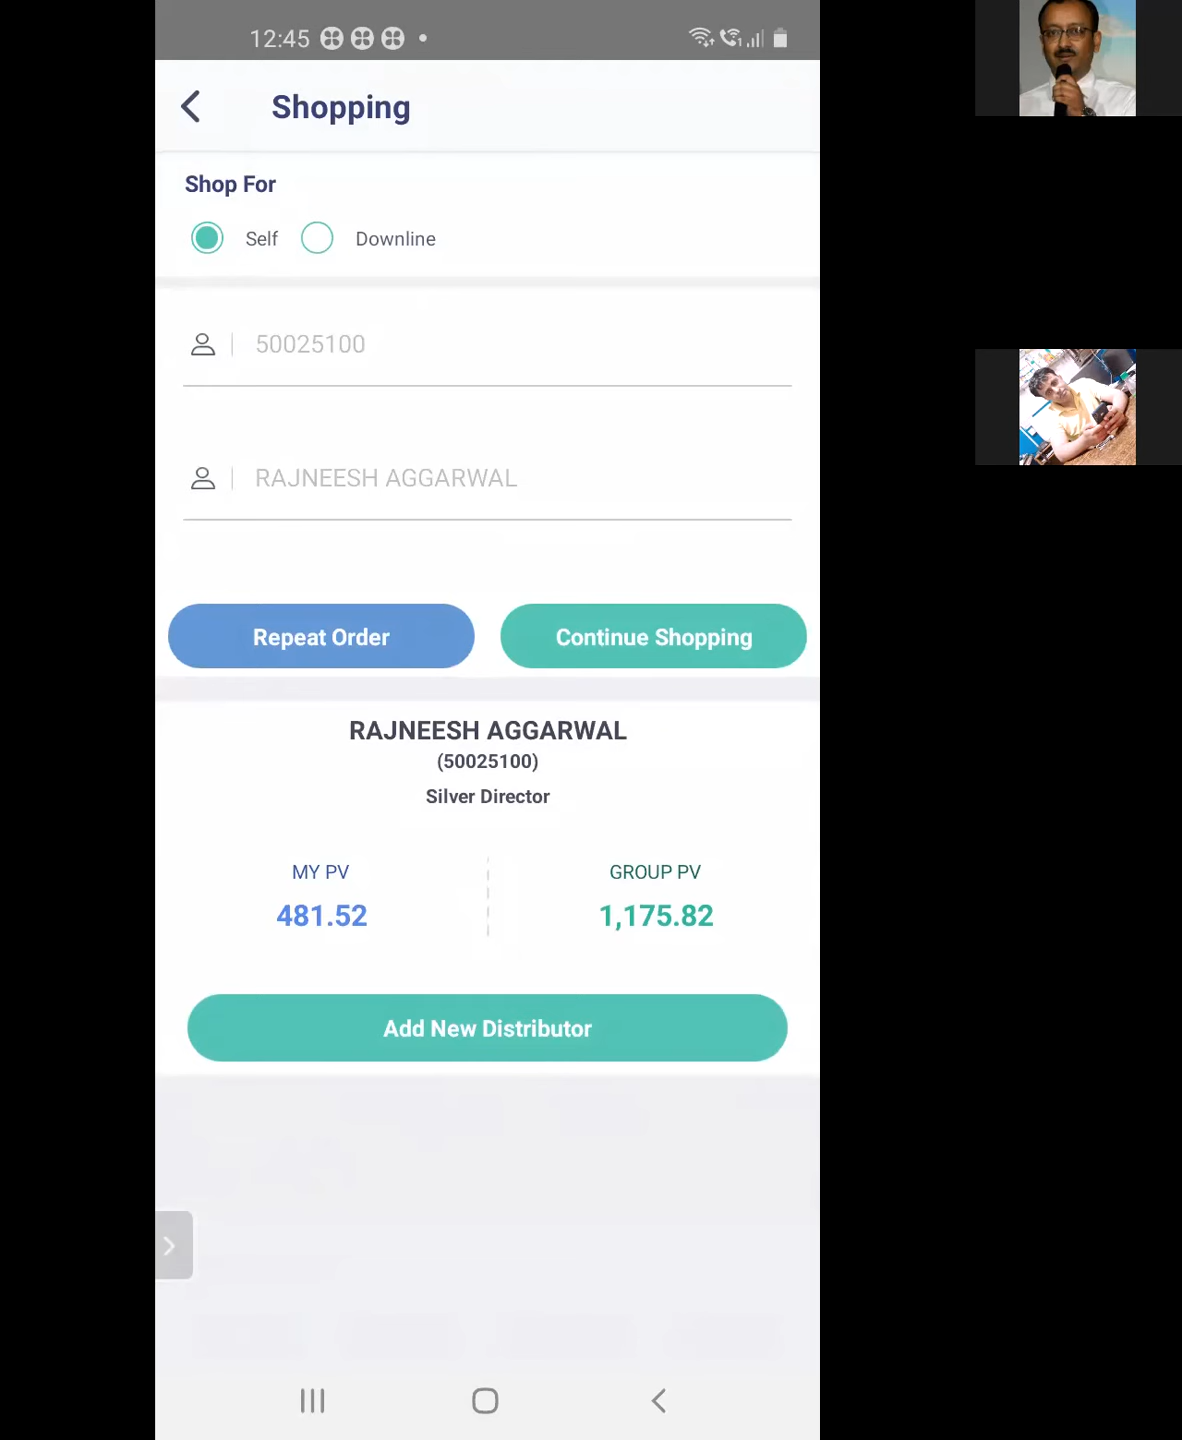 12:45
Shopping
Shop For
Self Downline
50025100
RAJNEESH AGGARWAL
Repeat Order Continue Shopping
RAJNEESH AGGARWAL
(50025100)
Silver Director
MY PV GROUP PV
481.52 1,175.82
Add New Distributor